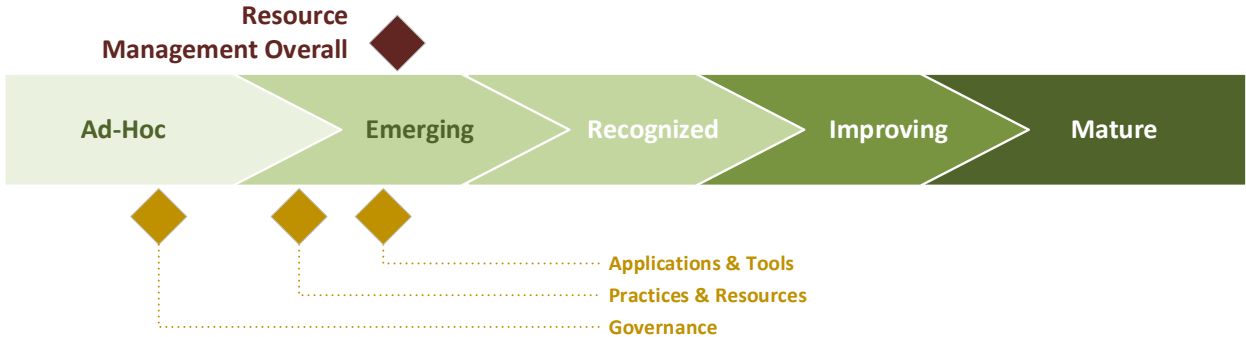 Resource
Management Overall
Ad-Hoc
Emerging
Recognized
Improving
Mature
Applications & Tools
Practices & Resources
Governance